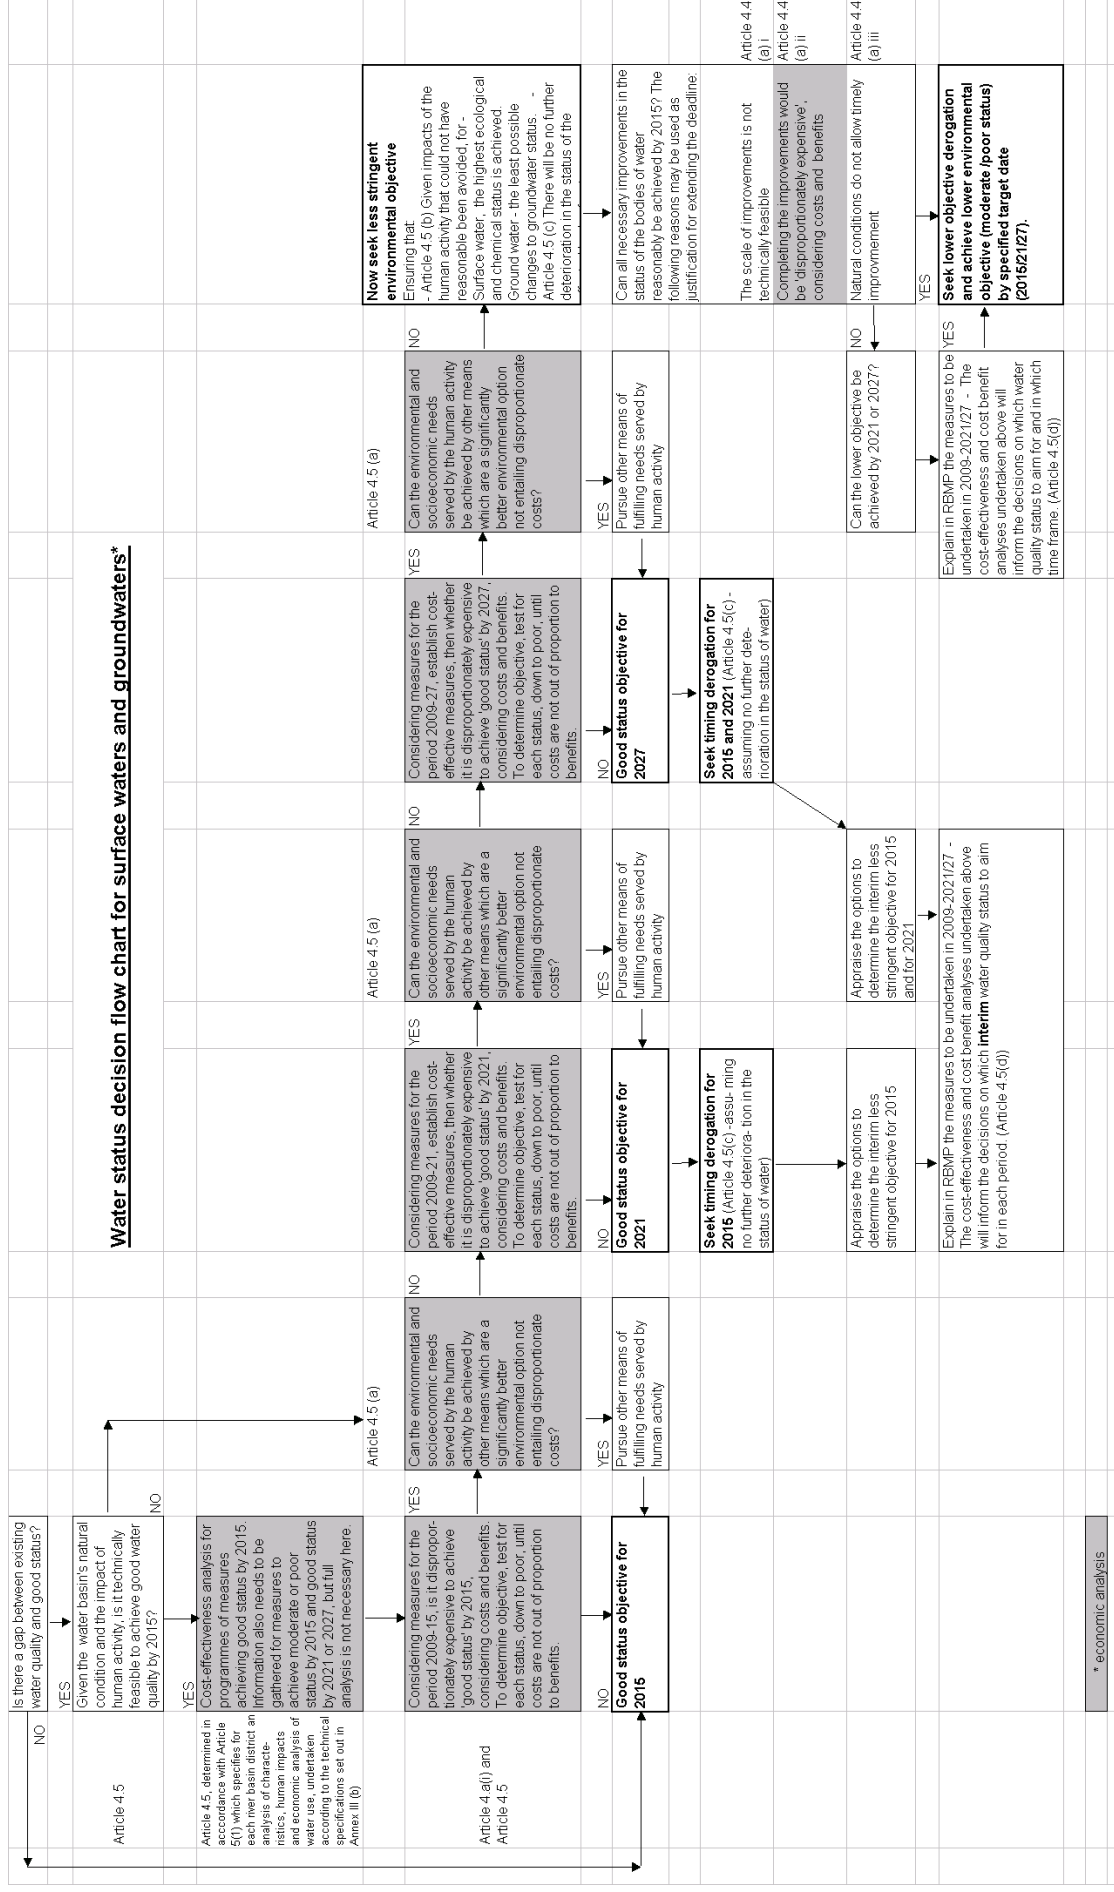 Water status decision flow chart for surface waters and groundwaters*
Is there a gap between existing
water quality and good status?
NO
YES
Article 4.5
Given the water basin's natural
condition and the impact of
human activity, is it technically
feasible to achieve good water
quality by 2015?
NO
YES
Article 4.5, determined in
acccordance with Article
5(1) which specifies for
each river basin district an
analysis of characte-
ristics, human impacts
and economic analysis of
water use, undertaken
according to the technical
specifications set out in
Annex III (b)
Cost-effectiveness analysis for
programmes of measures
achieving good status by 2015.
Information also needs to be
gathered for measures to
achieve moderate or poor
status by 2015 and good status
by 2021 or 2027, but full
analysis is not necessary here.
Article 4.a(i) and
Article 4.5
Considering measures for the
period 2009-15, is it dispropor-
tionately expensive to achieve
'good status' by 2015,
considering costs and benefits.
To determine objective, test for
each status, down to poor, until
costs are not out of proportion
to benefits.
YES
NO
Good status objective for
2015
Article 4.5 (a)
Can the environmental and
socioeconomic needs
served by the human
activity be achieved by
other means which are a
significantly better
environmental option not
entailing disproportionate
costs?
NO
YES
Pursue other means of
fulfilling needs served by
human activity
Considering measures for the
period 2009-21, establish cost-
effective measures, then whether
it is disproportionately expensive
to achieve 'good status' by 2021,
considering costs and benefits.
To determine objective, test for
each status, down to poor, until
costs are not out of proportion to
benefits.
YES
NO
Good status objective for
2021
Seek timing derogation for
2015 (Article 4.5(c) -assu- ming
no further deteriora- tion in the
status of water)
Appraise the options to
determine the interim less
stringent objective for 2015
Article 4.5 (a)
Can the environmental and
socioeconomic needs
served by the human
activity be achieved by
other means which are a
significantly better
environmental option not
entailing disproportionate
costs?
NO
YES
Pursue other means of
fulfilling needs served by
human activity
Considering measures for the
period 2009-27, establish cost-
effective measures, then whether
it is disproportionately expensive
to achieve 'good status' by 2027,
considering costs and benefits.
To determine objective, test for
each status, down to poor, until
costs are not out of proportion to
benefits.
YES
NO
Good status objective for
2027
Seek timing derogation for
2015 and 2021 (Article 4.5(c) -
assuming no further dete-
rioration in the status of water)
Appraise the options to
determine the interim less
stringent objective for 2015
and for 2021
Explain in RBMP the measures to be undertaken in 2009-2021/27 -
The cost-effectiveness and cost benefit analyses undertaken above
will inform the decisions on which interim water quality status to aim
for in each period. (Article 4.5(d))
Article 4.5 (a)
Can the environmental and
socioeconomic needs
served by the human activity
be achieved by other means
which are a significantly
better environmental option
not entailing disproportionate
costs?
NO
YES
Pursue other means of
fulfilling needs served by
human activity
Now seek less stringent
environmental objective
Ensuring that:
- Article 4.5 (b) Given impacts of the
human activity that could not have
reasonable been avoided, for -
Surface water, the highest ecological
and chemical status is achieved.
Ground water - the least possible
changes to groundwater status. -
Article 4.5 (c) There will be no further
deterioration in the status of the
Can all necessary improvements in the
status of the bodies of water
reasonably be achieved by 2015? The
following reasons may be used as
justification for extending the deadline:
The scale of improvements is not
technically feasible
Article 4.4
(a) i
Completing the improvements would
be 'disproportionately expensive',
considering costs and benefits
Article 4.4
(a) ii
Natural conditions do not allow timely
improvement
Article 4.4
(a) iii
NO
YES
Can the lower objective be
achieved by 2021 or 2027?
Explain in RBMP the measures to be
undertaken in 2009-2021/27 - The
cost-effectiveness and cost benefit
analyses undertaken above will
inform the decisions on which water
quality status to aim for and in which
time frame. (Article 4.5(d))
YES
Seek lower objective derogation
and achieve lower environmental
objective (moderate /poor status)
by specified target date
(2015/21/27).
* economic analysis